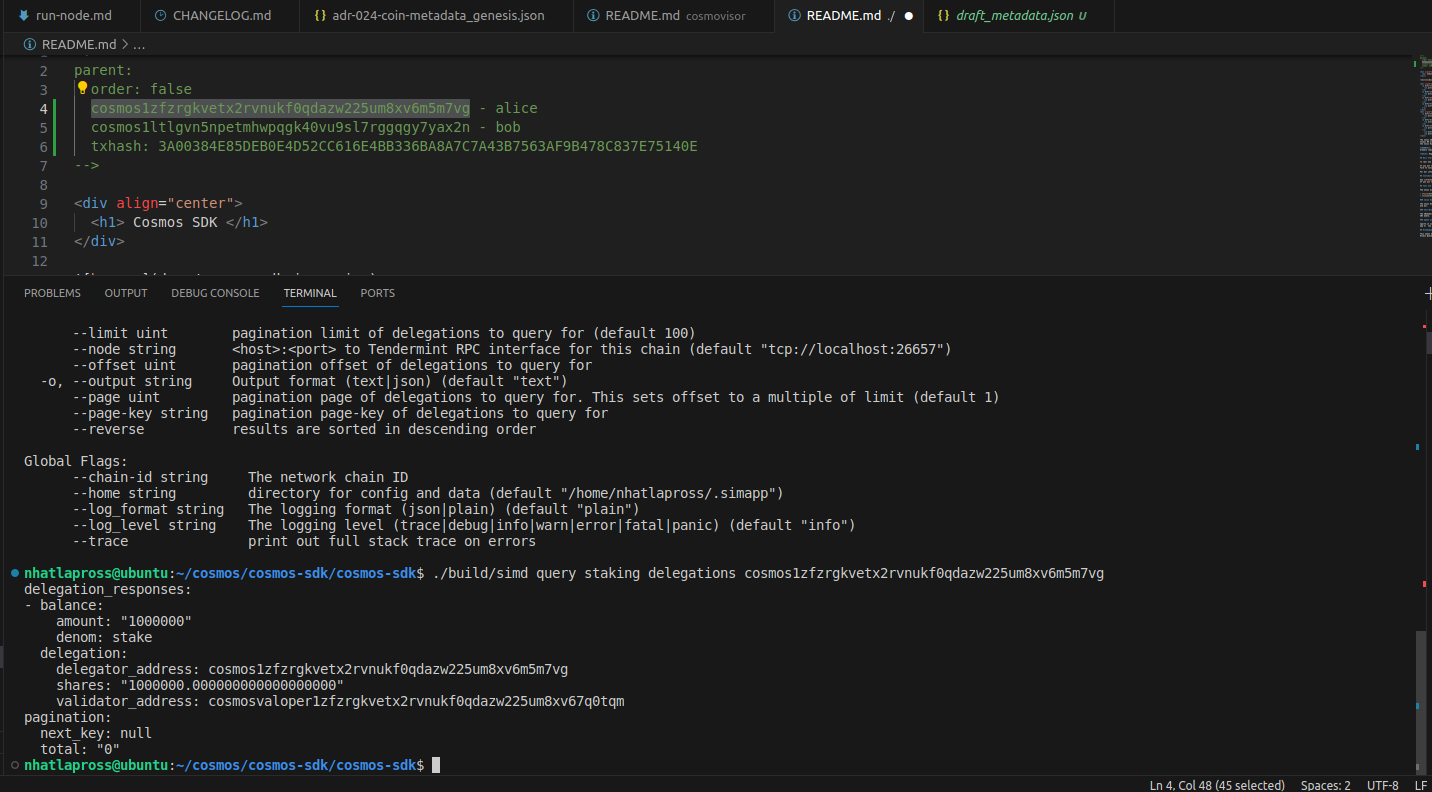 run-node.md CHANGELOG.md {} adr-024-coin-metadata_genesis.json README.md cosmovisor README.md ./ ● {} draft_metadata.json U
README.md > ...
2 parent:
3 order: false
4 cosmos1zfzrgkvetx2rvnukf0qdazw225um8xv6m5m7vg - alice
5 cosmos1ltlgvn5npetmhwpqgk40vu9sl7rggqgy7yax2n - bob
6 txhash: 3A00384E85DEB0E4D52CC616E4BB336BA8A7C7A43B7563AF9B478C837E75140E
7 -->
8
9 <div align="center">
10 <h1> Cosmos SDK </h1>
11 </div>
12
PROBLEMS OUTPUT DEBUG CONSOLE TERMINAL PORTS
--limit uint pagination limit of delegations to query for (default 100)
--node string <host>:<port> to Tendermint RPC interface for this chain (default "tcp://localhost:26657")
--offset uint pagination offset of delegations to query for
-o, --output string Output format (text|json) (default "text")
--page uint pagination page of delegations to query for. This sets offset to a multiple of limit (default 1)
--page-key string pagination page-key of delegations to query for
--reverse results are sorted in descending order
Global Flags:
--chain-id string The network chain ID
--home string directory for config and data (default "/home/nhatlapross/.simapp")
--log_format string The logging format (json|plain) (default "plain")
--log_level string The logging level (trace|debug|info|warn|error|fatal|panic) (default "info")
--trace print out full stack trace on errors
nhatlapross@ubuntu:~/cosmos/cosmos-sdk/cosmos-sdk$ ./build/simd query staking delegations cosmos1zfzrgkvetx2rvnukf0qdazw225um8xv6m5m7vg
delegation_responses:
- balance:
amount: "1000000"
denom: stake
delegation:
delegator_address: cosmos1zfzrgkvetx2rvnukf0qdazw225um8xv6m5m7vg
shares: "1000000.000000000000000000"
validator_address: cosmosvaloper1zfzrgkvetx2rvnukf0qdazw225um8xv67q0tqm
pagination:
next_key: null
total: "0"
nhatlapross@ubuntu:~/cosmos/cosmos-sdk/cosmos-sdk$
Ln 4, Col 48 (45 selected) Spaces: 2 UTF-8 LF